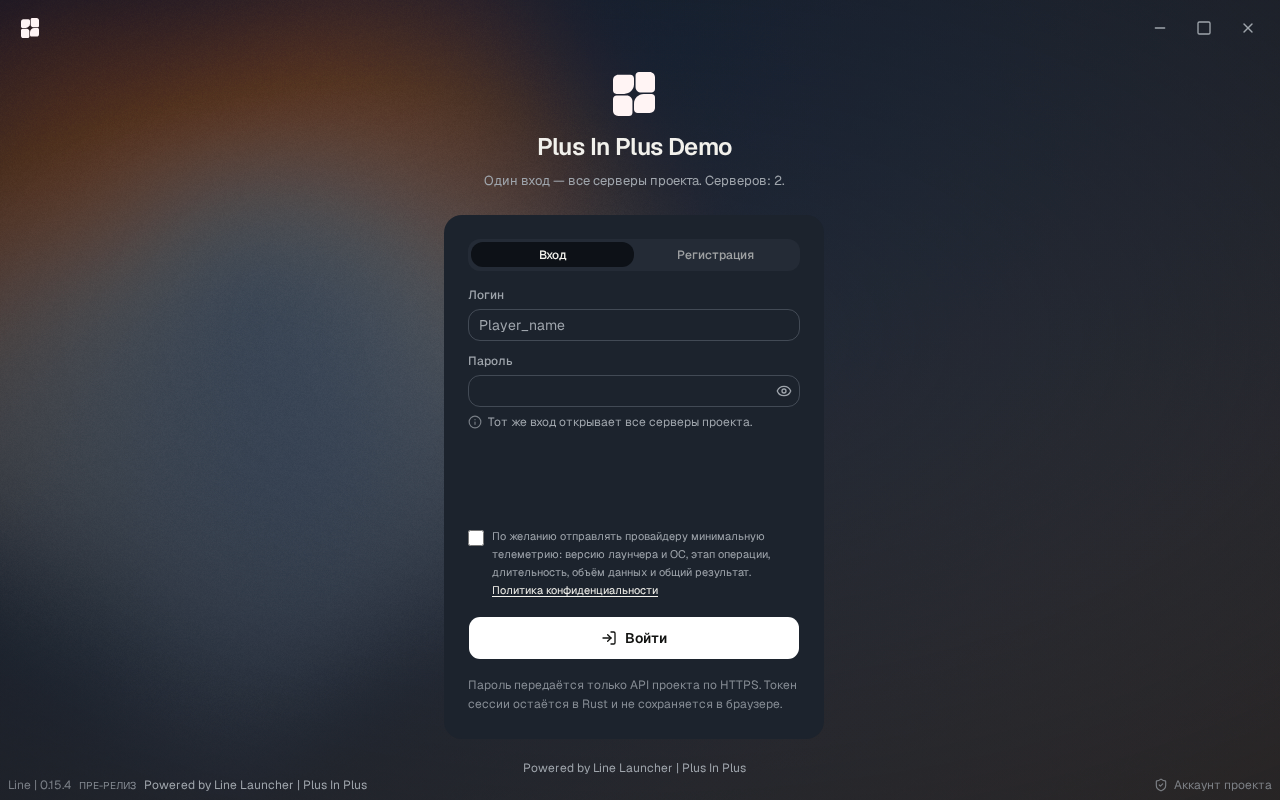 Plus In Plus Demo
Один вход — все серверы проекта. Серверов: 2.
Вход
Регистрация
Логин
Player_name
Пароль
Тот же вход открывает все серверы проекта.
По желанию отправлять провайдеру минимальную
телеметрию: версию лаунчера и ОС, этап операции,
длительность, объём данных и общий результат.
Политика конфиденциальности
Войти
Пароль передаётся только API проекта по HTTPS. Токен
сессии остаётся в Rust и не сохраняется в браузере.
Powered by Line Launcher | Plus In Plus
Line | 0.15.4 ПРЕ-РЕЛИЗ Powered by Line Launcher | Plus In Plus
Аккаунт проекта